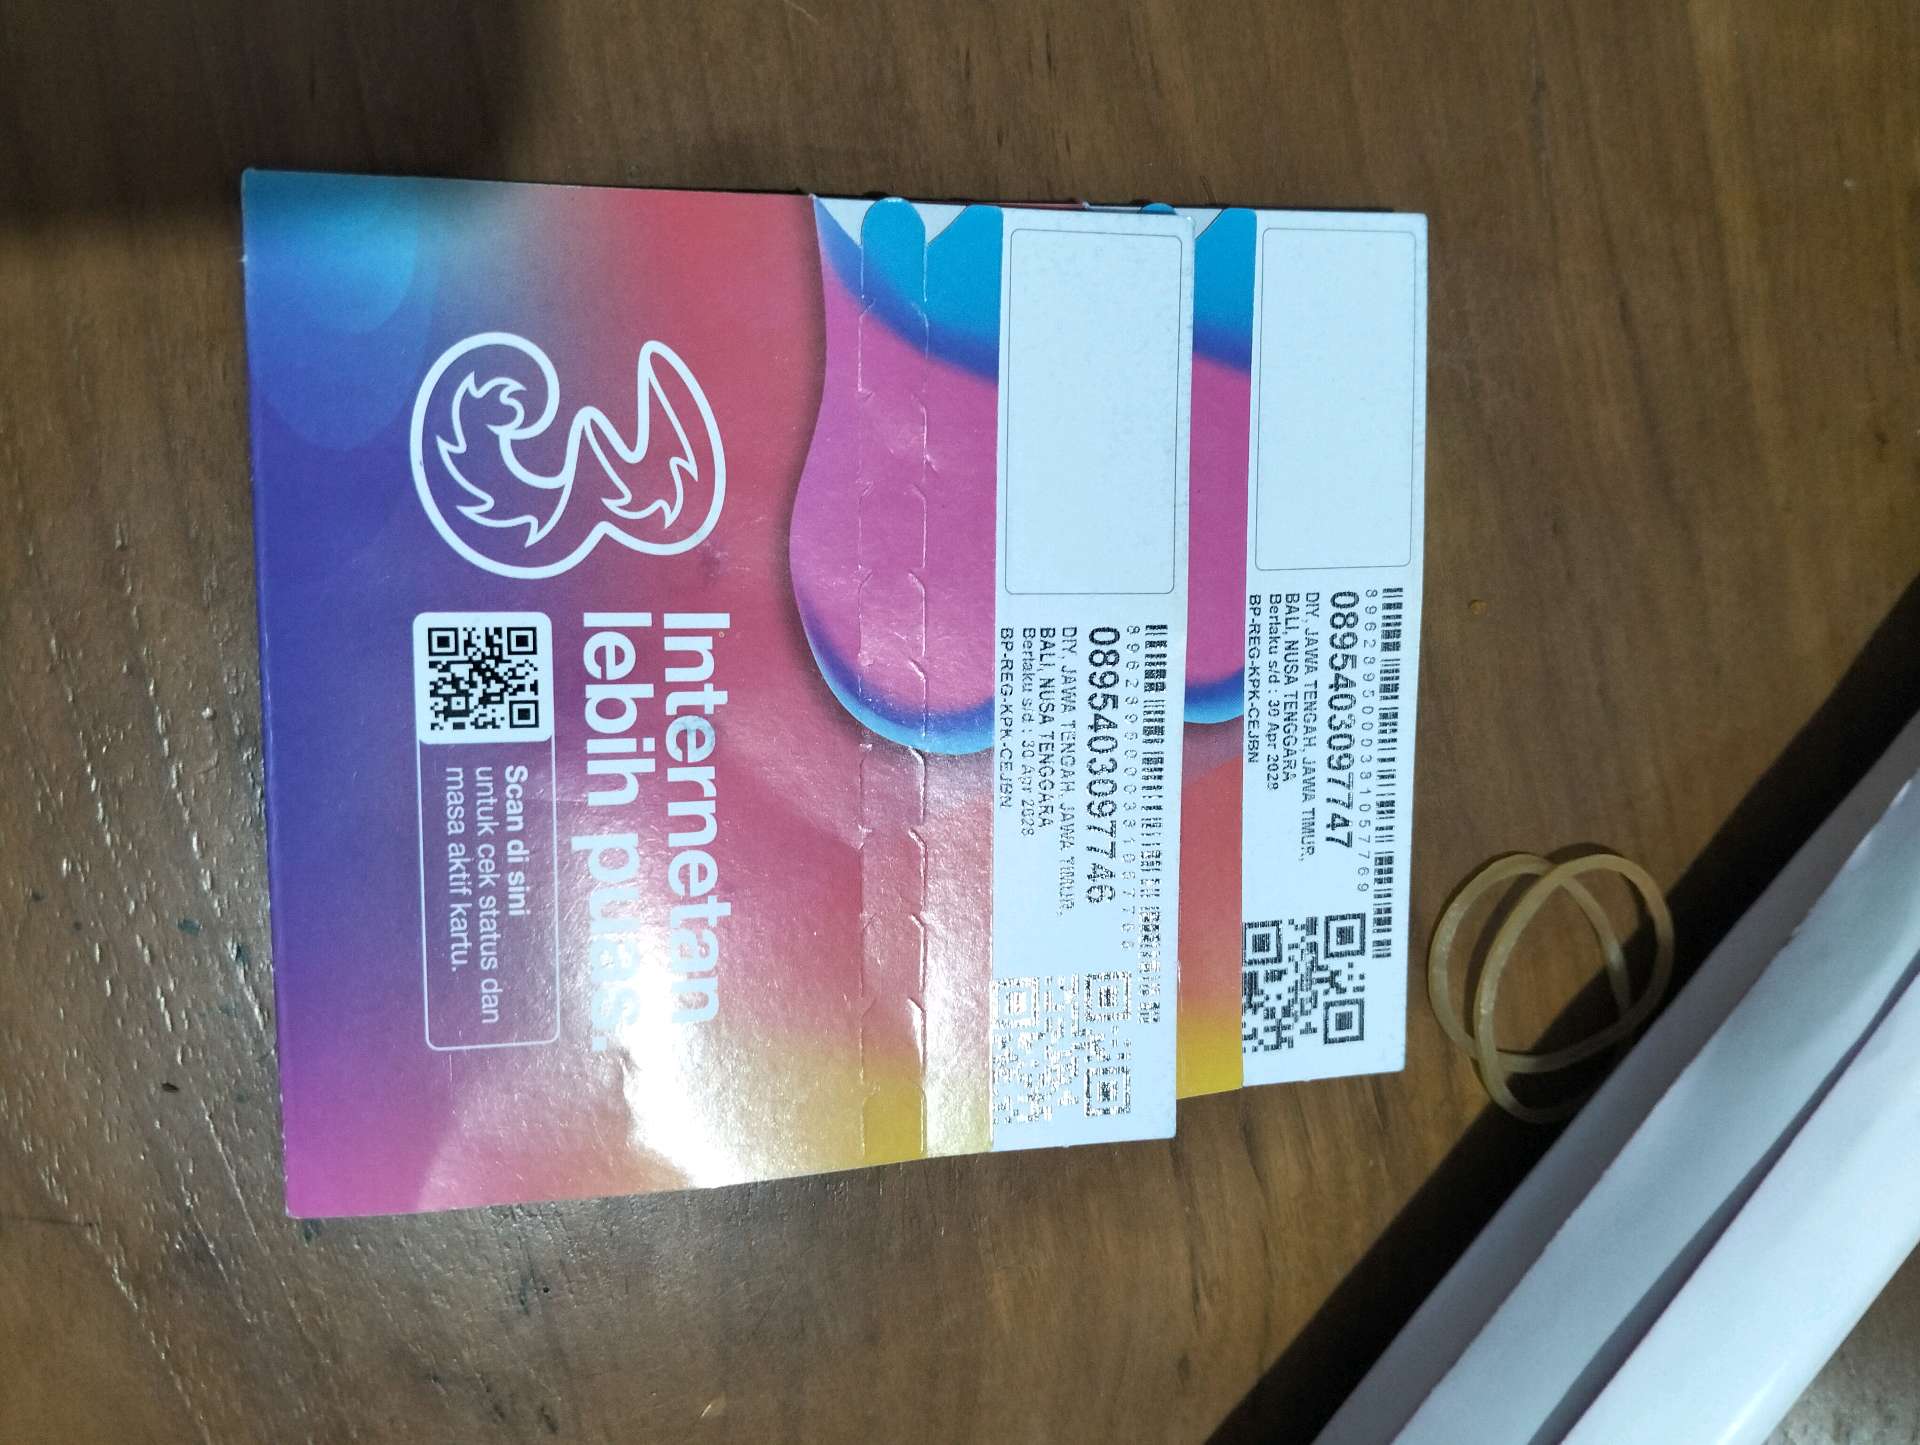 Internetan
lebih puas.
Scan di sini
untuk cek status dan
masa aktif kartu.
0895403097746
DIY, JAWA TENGAH, JAWA TIMUR,
BALI, NUSA TENGGARA
Berlaku s/d : 30 Apr 2028
BP-REG-KPK-CEJBN
8962895000381057769
0895403097747
DIY, JAWA TENGAH, JAWA TIMUR,
BALI, NUSA TENGGARA
Berlaku s/d : 30 Apr 2028
BP-REG-KPK-CEJBN